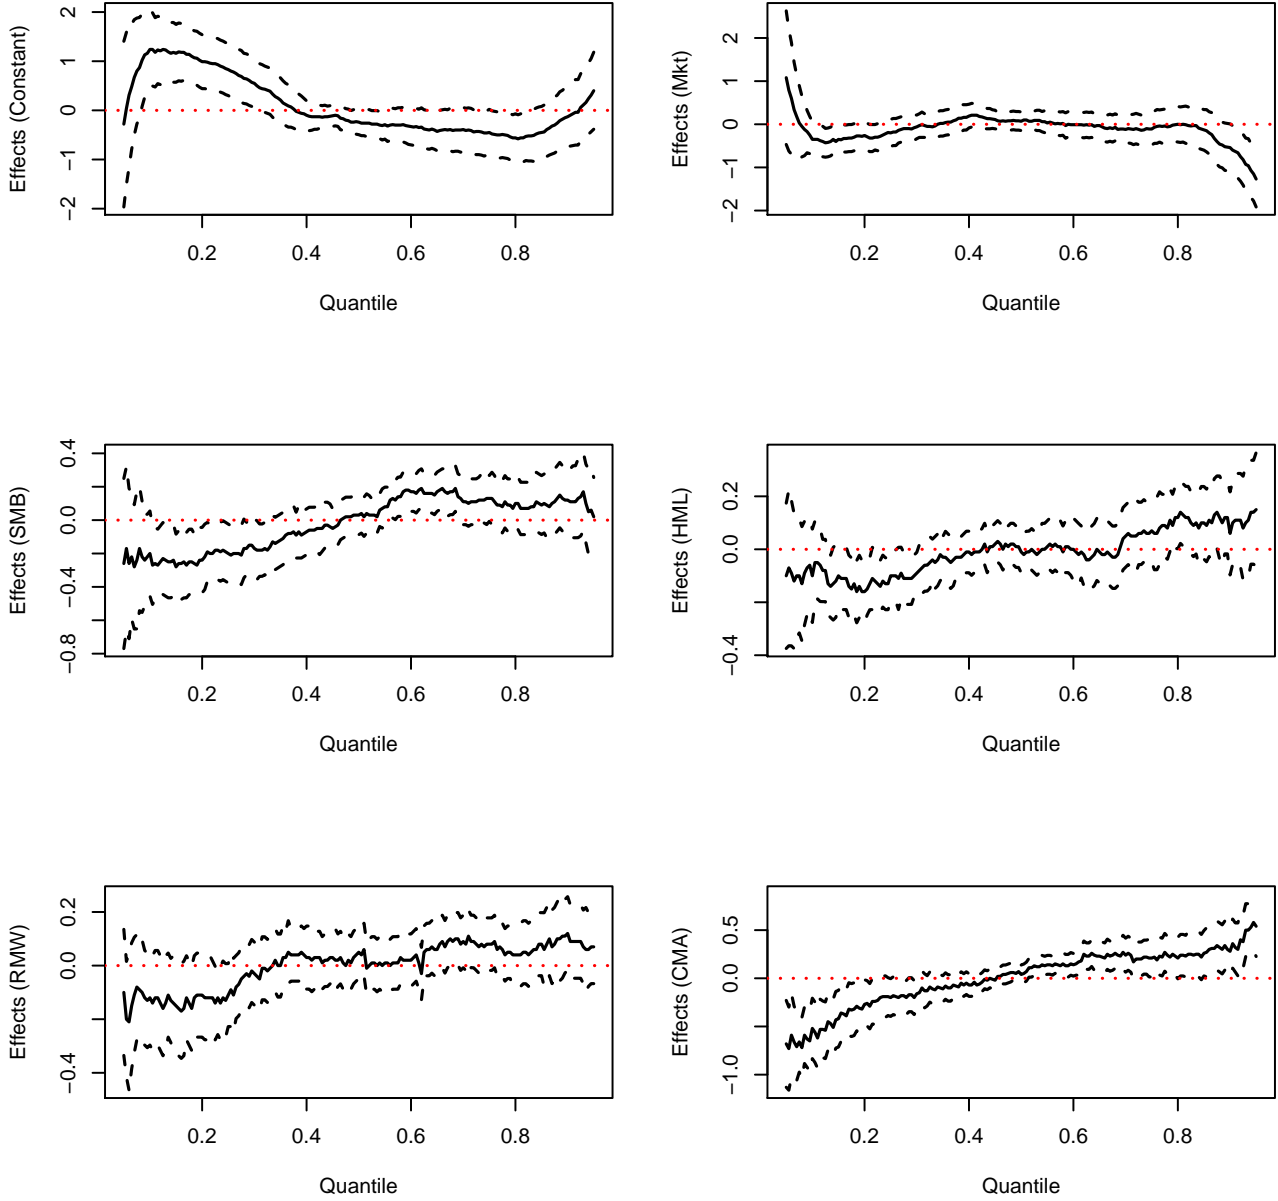 Effects (Constant)
2
1
0
−1
−2
0.2 0.4 0.6 0.8
Quantile
Effects (Mkt)
2
1
0
−1
−2
0.2 0.4 0.6 0.8
Quantile
Effects (SMB)
0.4
0.0
−0.4
−0.8
0.2 0.4 0.6 0.8
Quantile
Effects (HML)
0.2
0.0
−0.4
0.2 0.4 0.6 0.8
Quantile
Effects (RMW)
0.2
0.0
−0.4
0.2 0.4 0.6 0.8
Quantile
Effects (CMA)
0.5
0.0
−1.0
0.2 0.4 0.6 0.8
Quantile